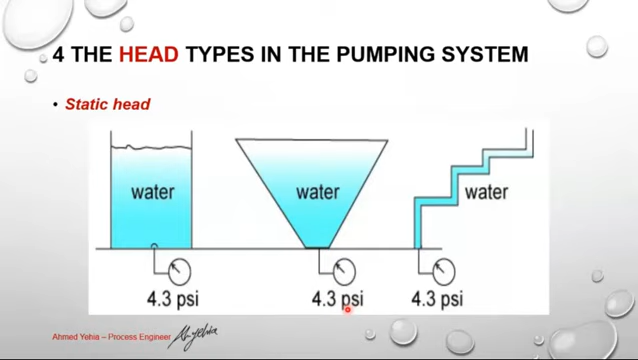 4 THE HEAD TYPES IN THE PUMPING SYSTEM
• Static head
water water water
4.3 psi 4.3 psi 4.3 psi
Ahmed Yehia – Process Engineer